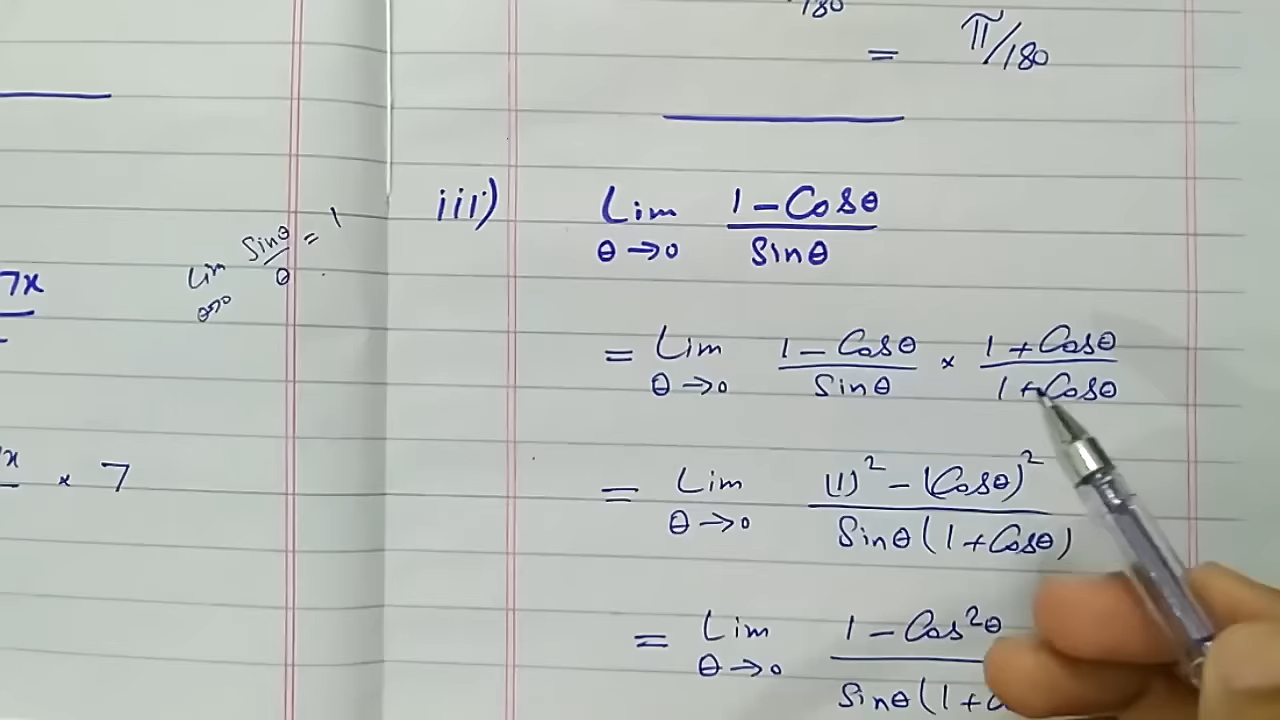 180
= π/180
iii) Lim θ→0 1 - Cosθ / Sinθ
Lim θ→0 Sinθ / θ = 1
7x
= Lim θ→0 1 - Cosθ / Sinθ × 1 + Cosθ / 1 + Cosθ
x × 7
= Lim θ→0 (1)² - (Cosθ)² / Sinθ(1 + Cosθ)
= Lim θ→0 1 - Cos²θ / Sinθ(1 +